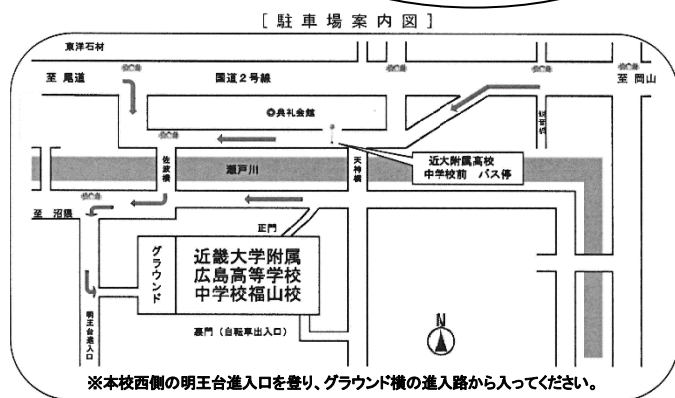 [ 駐 車 場 案 内 図 ]
東洋石材
至 尾道
国道２号線
至 岡山
◎典礼会館
佐波橋
瀬戸川
天神橋
近大附属高校
中学校前　バス停
至　沼隈
正門
グラウンド
近畿大学附属
広島高等学校
中学校福山校
明王台進入口
裏門（自転車出入口）
N
※本校西側の明王台進入口を登り、グラウンド横の進入路から入ってください。